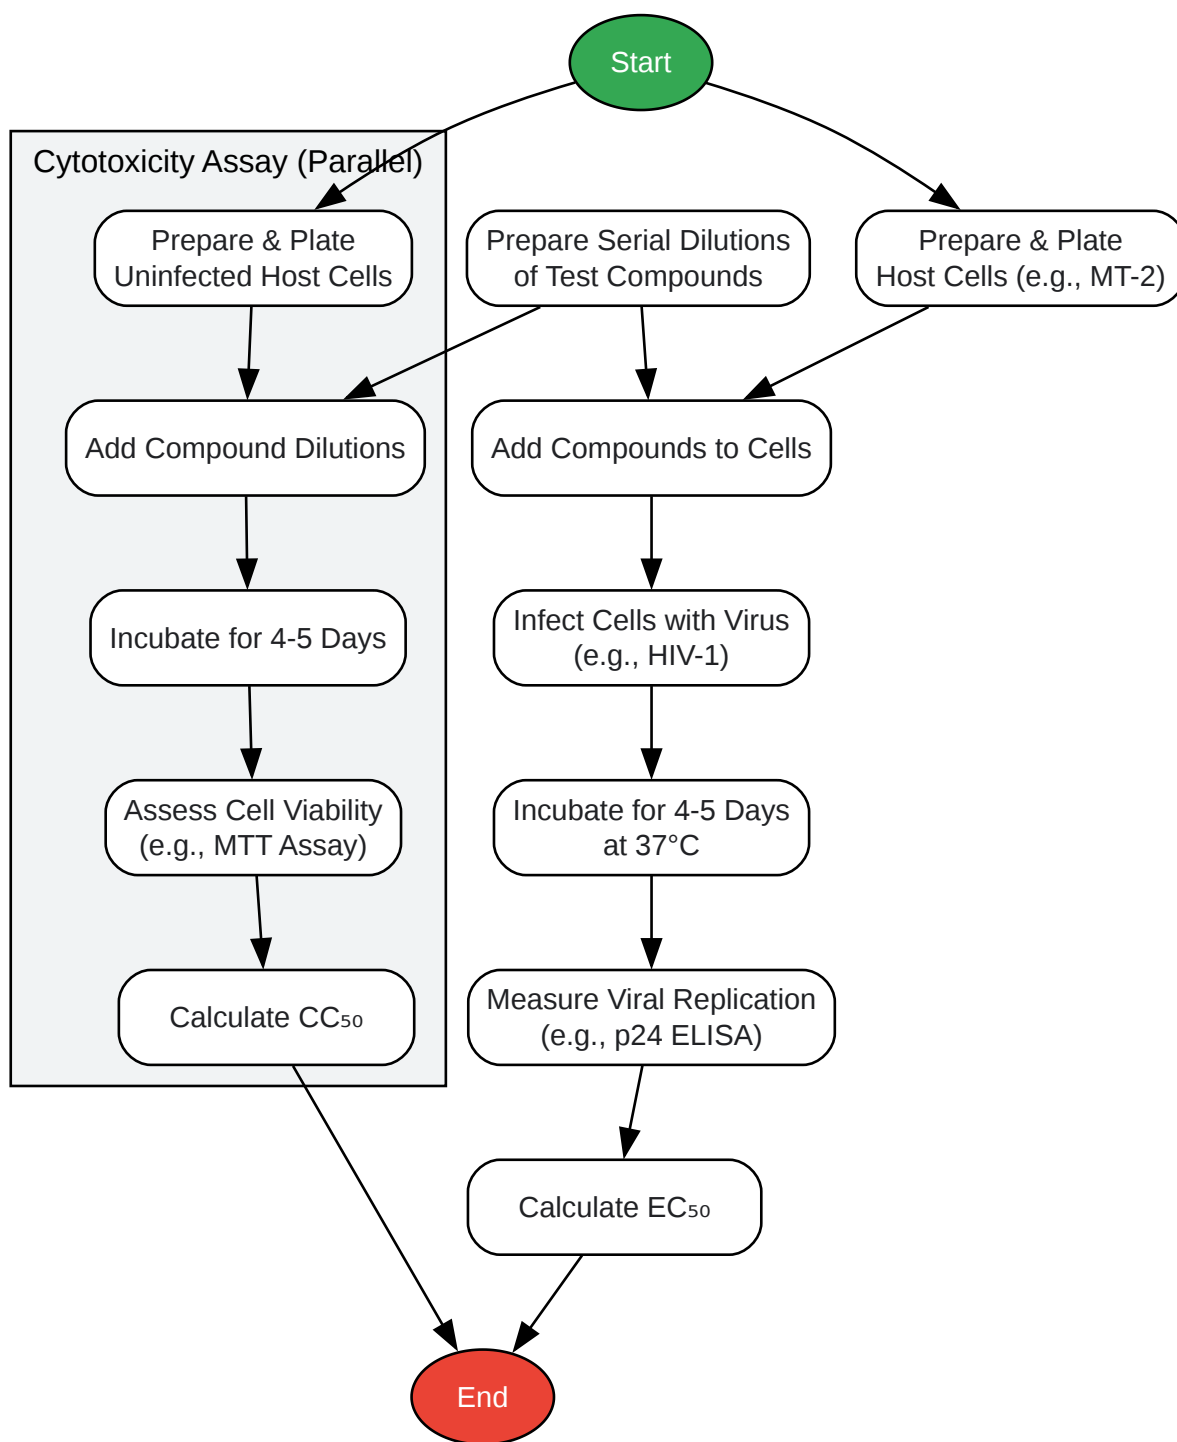 Start
Cytotoxicity Assay (Parallel)
Prepare & Plate
Uninfected Host Cells
Prepare Serial Dilutions
of Test Compounds
Prepare & Plate
Host Cells (e.g., MT-2)
Add Compound Dilutions
Add Compounds to Cells
Incubate for 4-5 Days
Infect Cells with Virus
(e.g., HIV-1)
Assess Cell Viability
(e.g., MTT Assay)
Incubate for 4-5 Days
at 37°C
Calculate CC₅₀
Measure Viral Replication
(e.g., p24 ELISA)
Calculate EC₅₀
End